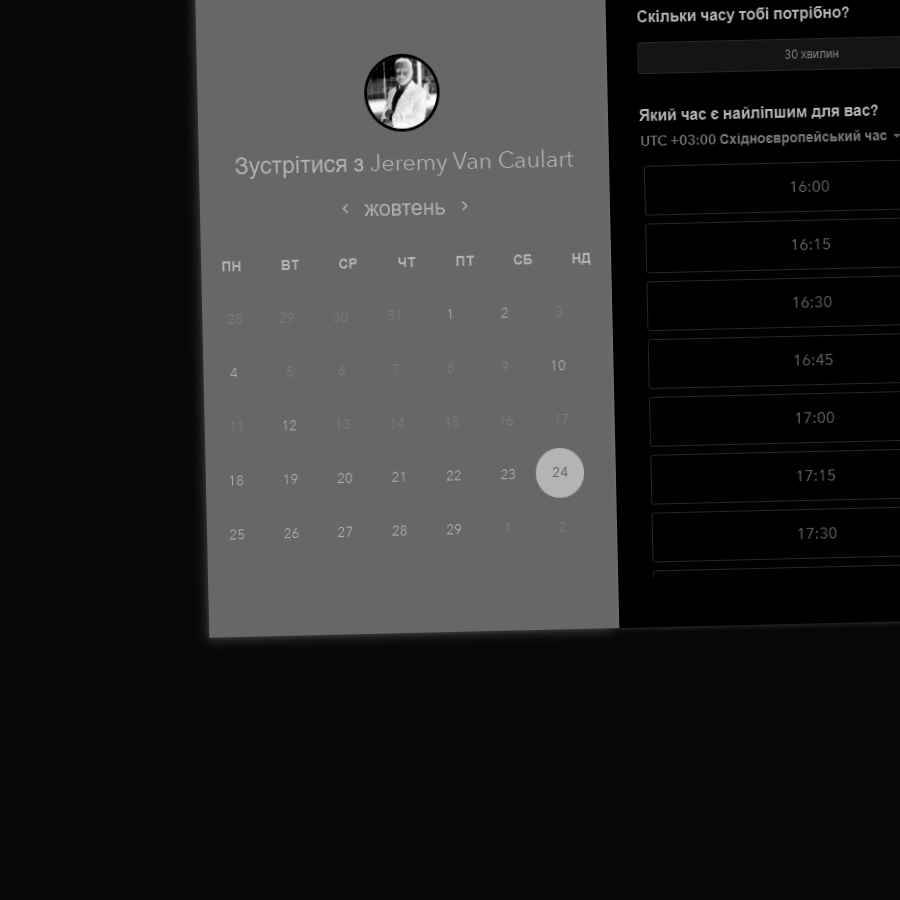 Зустрітися з Jeremy Van Caulart
‹ жовтень ›
ПН ВТ СР ЧТ ПТ СБ НД
28 29 30 31 1 2 3
4 5 6 7 8 9 10
11 12 13 14 15 16 17
18 19 20 21 22 23 24
25 26 27 28 29 1 2
Скільки часу тобі потрібно?
30 хвилин
Який час є найліпшим для вас?
UTC +03:00 Східноєвропейський час
16:00
16:15
16:30
16:45
17:00
17:15
17:30